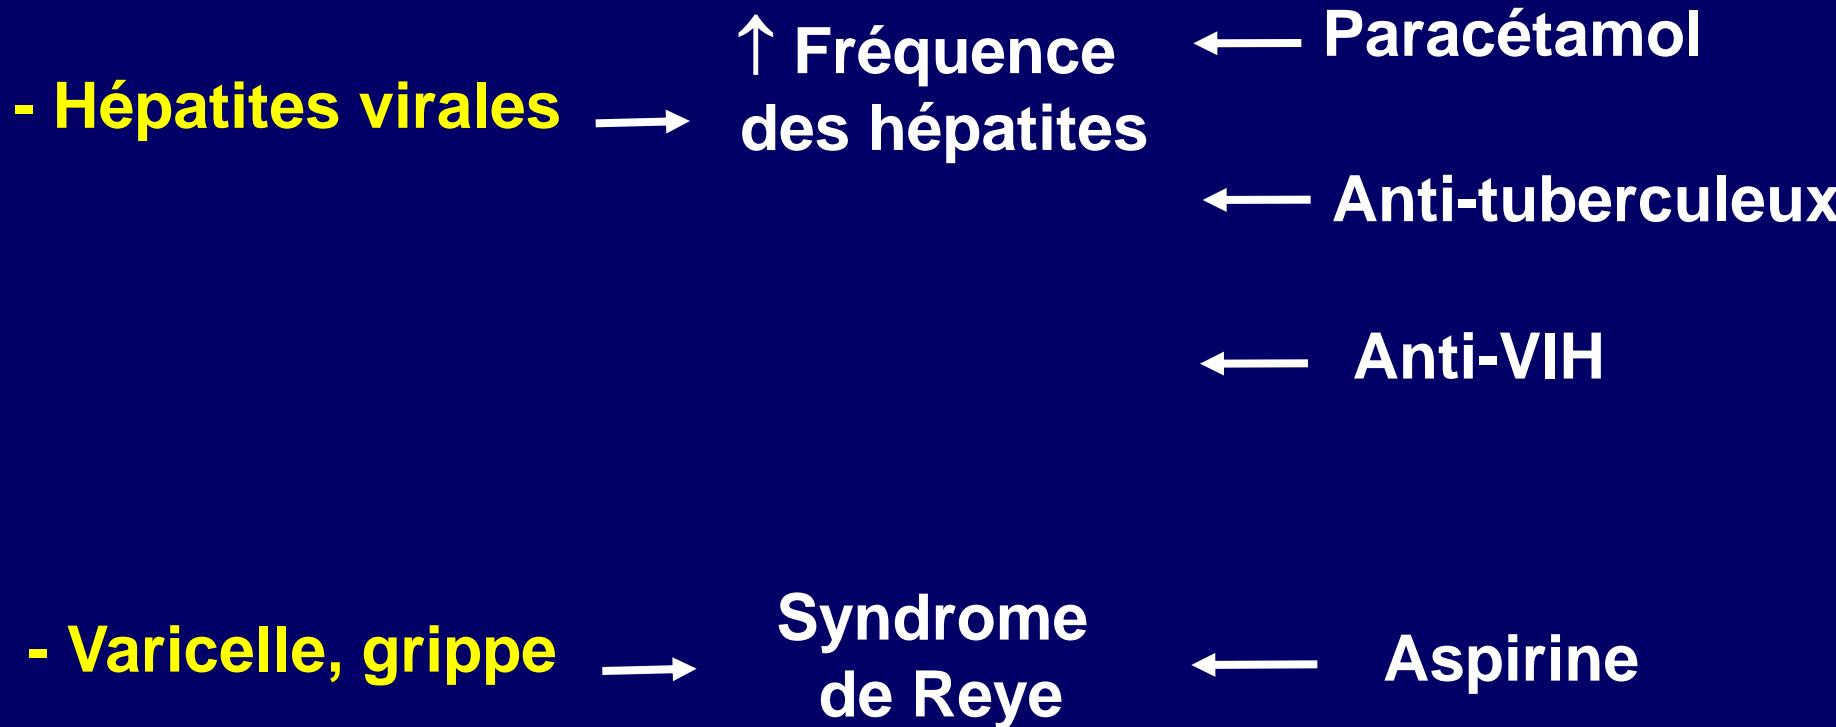 - Hépatites virales
↑ Fréquence
des hépatites
Paracétamol
Anti-tuberculeux
Anti-VIH
- Varicelle, grippe
Syndrome
de Reye
Aspirine